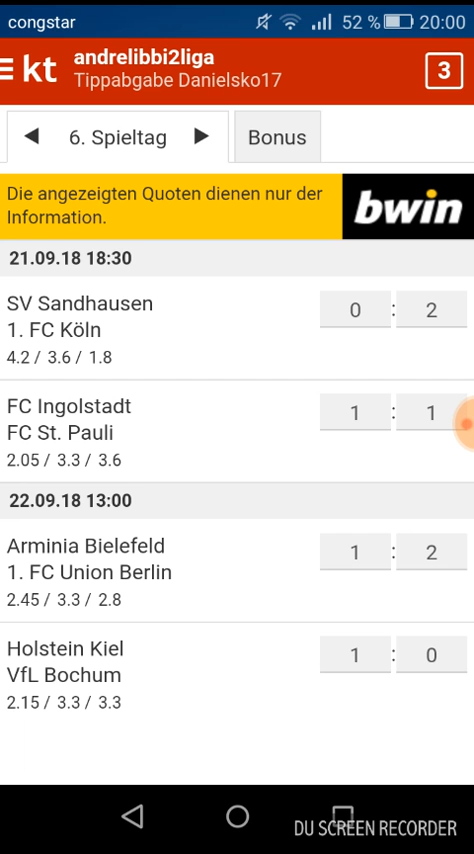 congstar 52 % 20:00
kt andrelibbi2liga 3
Tippabgabe Danielsko17
6. Spieltag Bonus
Die angezeigten Quoten dienen nur der
Information.
bwin
21.09.18 18:30
SV Sandhausen 0 : 2
1. FC Köln
4.2 / 3.6 / 1.8
FC Ingolstadt 1 : 1
FC St. Pauli
2.05 / 3.3 / 3.6
22.09.18 13:00
Arminia Bielefeld 1 : 2
1. FC Union Berlin
2.45 / 3.3 / 2.8
Holstein Kiel 1 : 0
VfL Bochum
2.15 / 3.3 / 3.3
DU SCREEN RECORDER